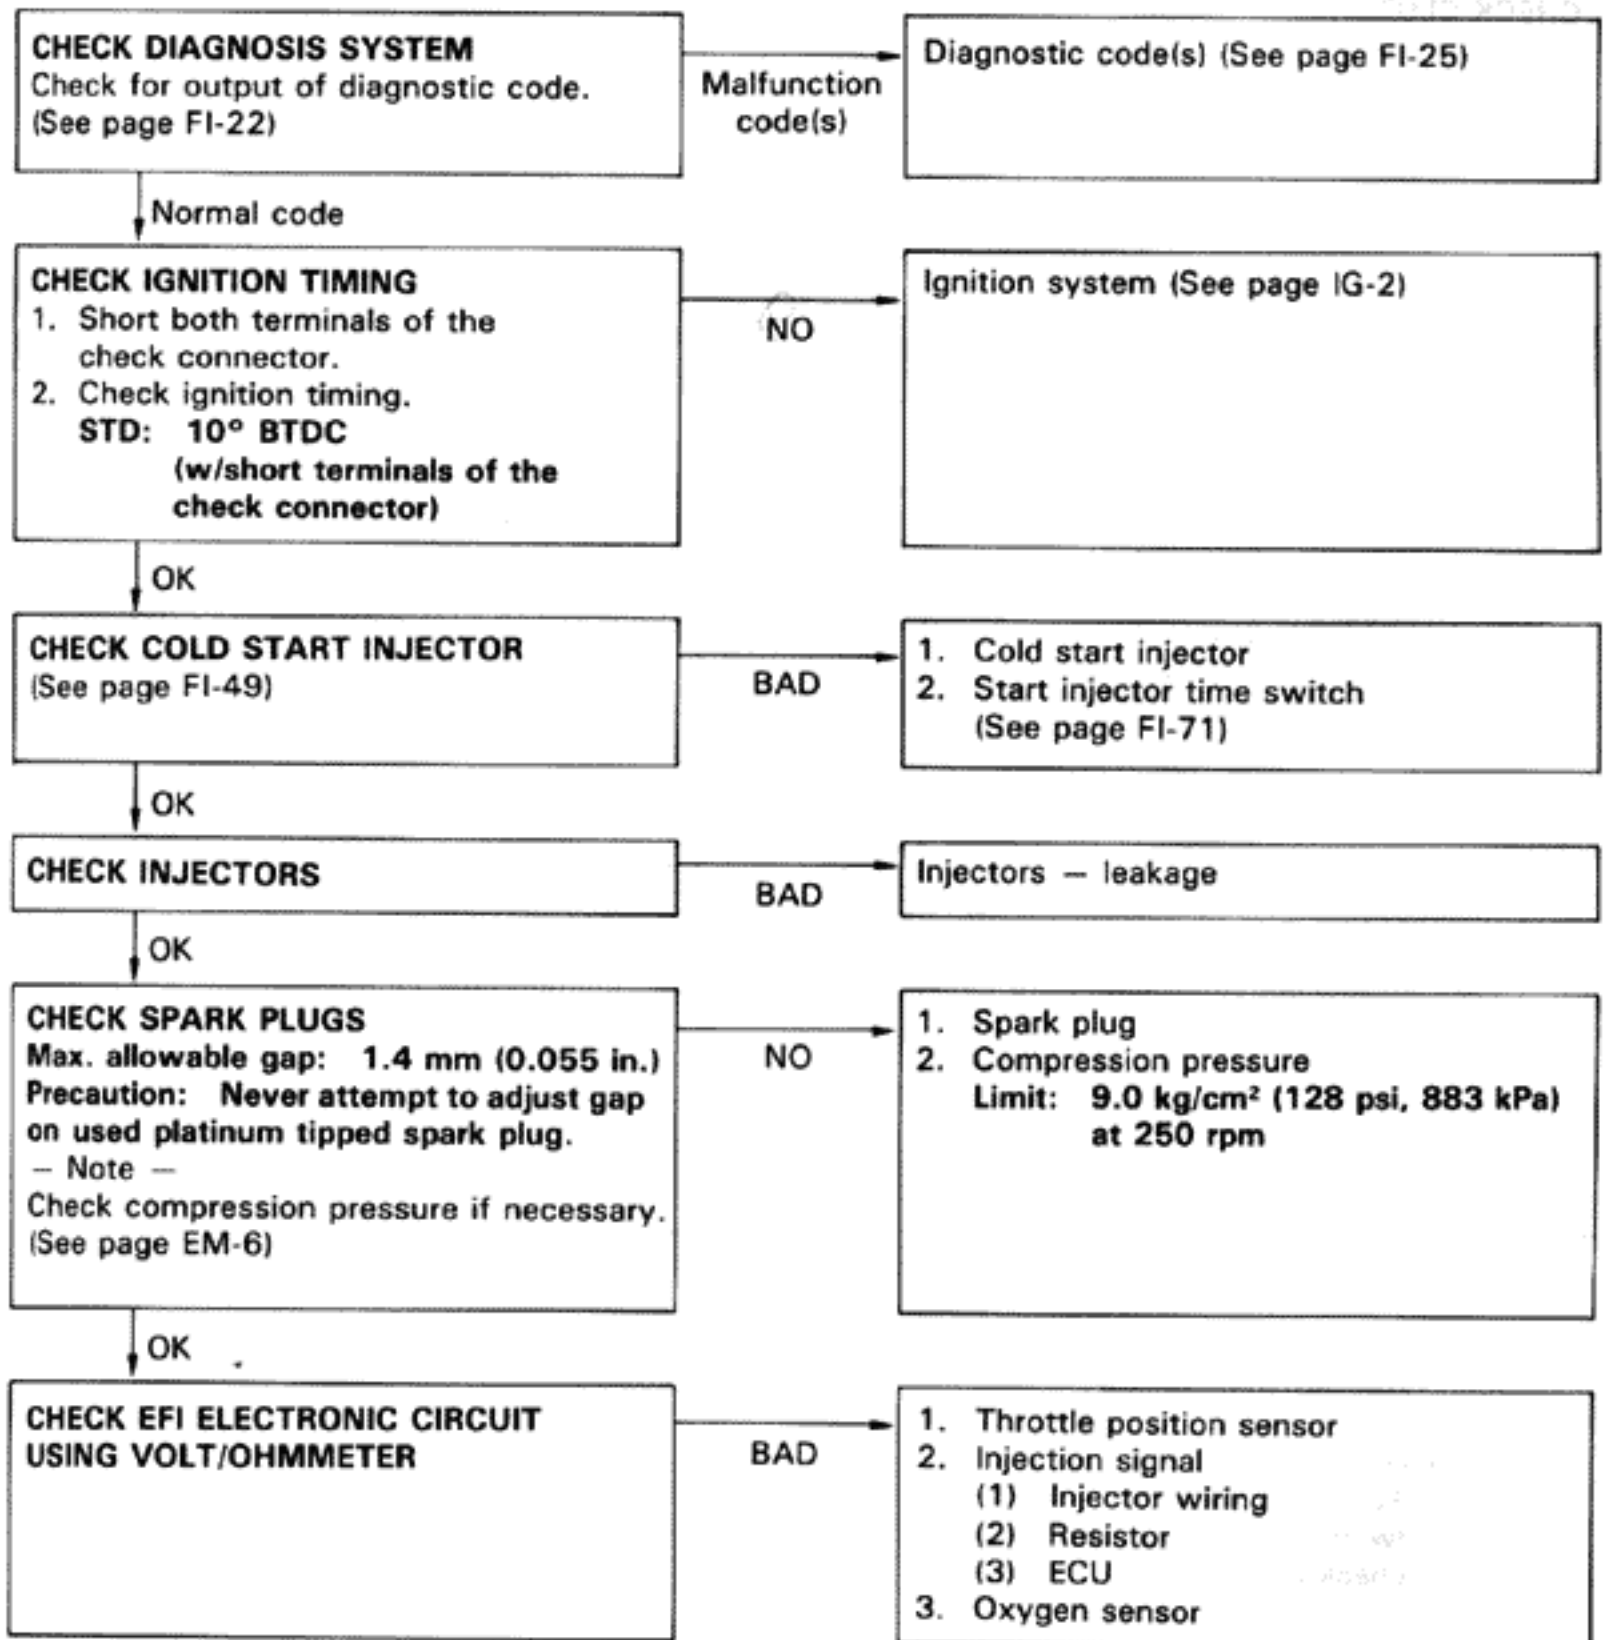 CHECK DIAGNOSIS SYSTEM
Check for output of diagnostic code.
(See page FI-22)
Malfunction
code(s)
Diagnostic code(s) (See page FI-25)
Normal code
CHECK IGNITION TIMING
1. Short both terminals of the
check connector.
2. Check ignition timing.
STD: 10° BTDC
(w/short terminals of the
check connector)
NO
Ignition system (See page IG-2)
OK
CHECK COLD START INJECTOR
(See page FI-49)
BAD
1. Cold start injector
2. Start injector time switch
(See page FI-71)
OK
CHECK INJECTORS
BAD
Injectors — leakage
OK
CHECK SPARK PLUGS
Max. allowable gap: 1.4 mm (0.055 in.)
Precaution: Never attempt to adjust gap
on used platinum tipped spark plug.
— Note —
Check compression pressure if necessary.
(See page EM-6)
NO
1. Spark plug
2. Compression pressure
Limit: 9.0 kg/cm² (128 psi, 883 kPa)
at 250 rpm
OK
CHECK EFI ELECTRONIC CIRCUIT
USING VOLT/OHMMETER
BAD
1. Throttle position sensor
2. Injection signal
(1) Injector wiring
(2) Resistor
(3) ECU
3. Oxygen sensor